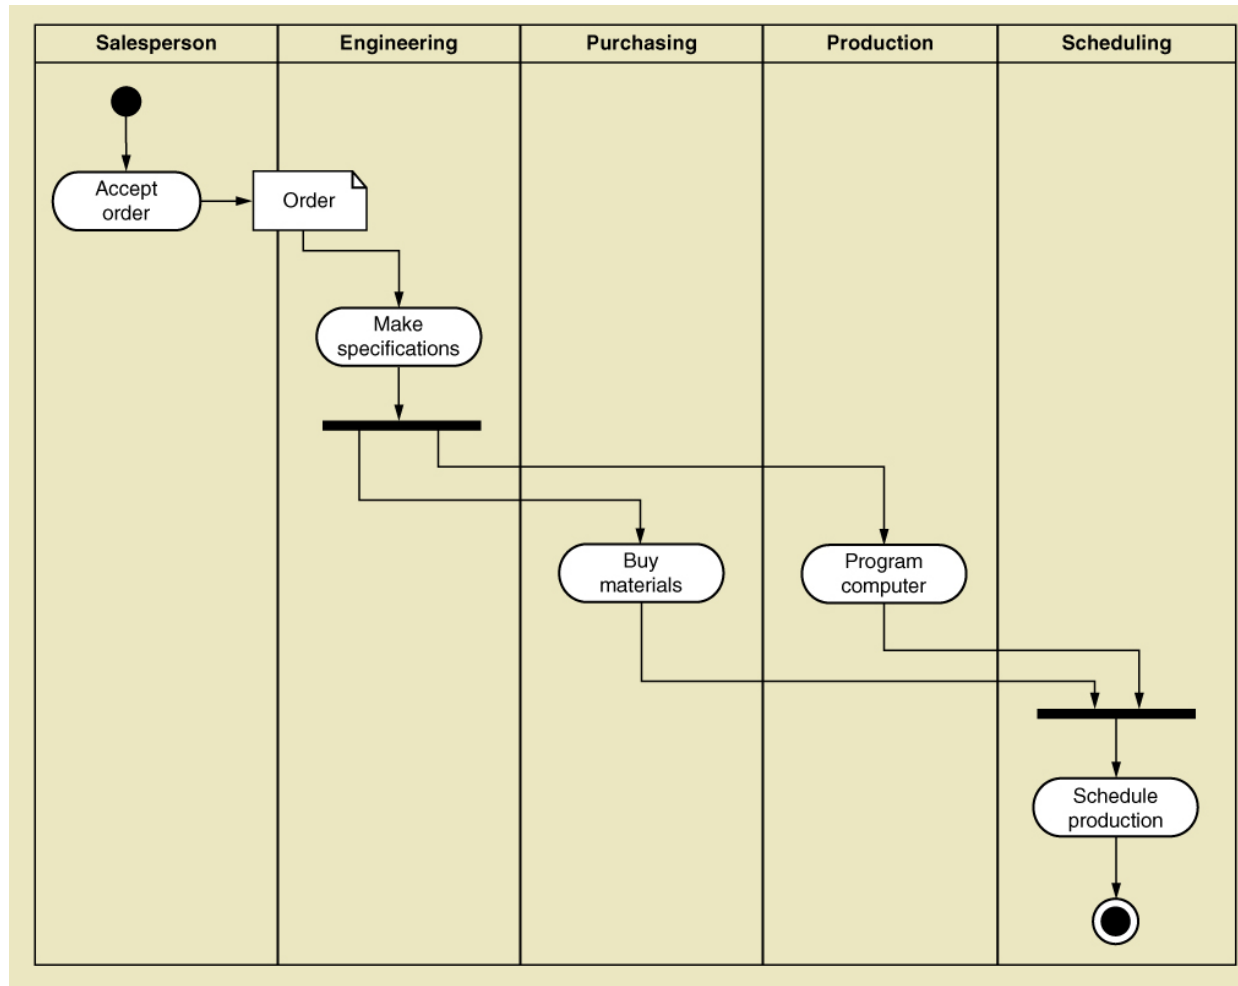 Salesperson
Engineering
Purchasing
Production
Scheduling
Accept
order
Order
Make
specifications
Buy
materials
Program
computer
Schedule
production